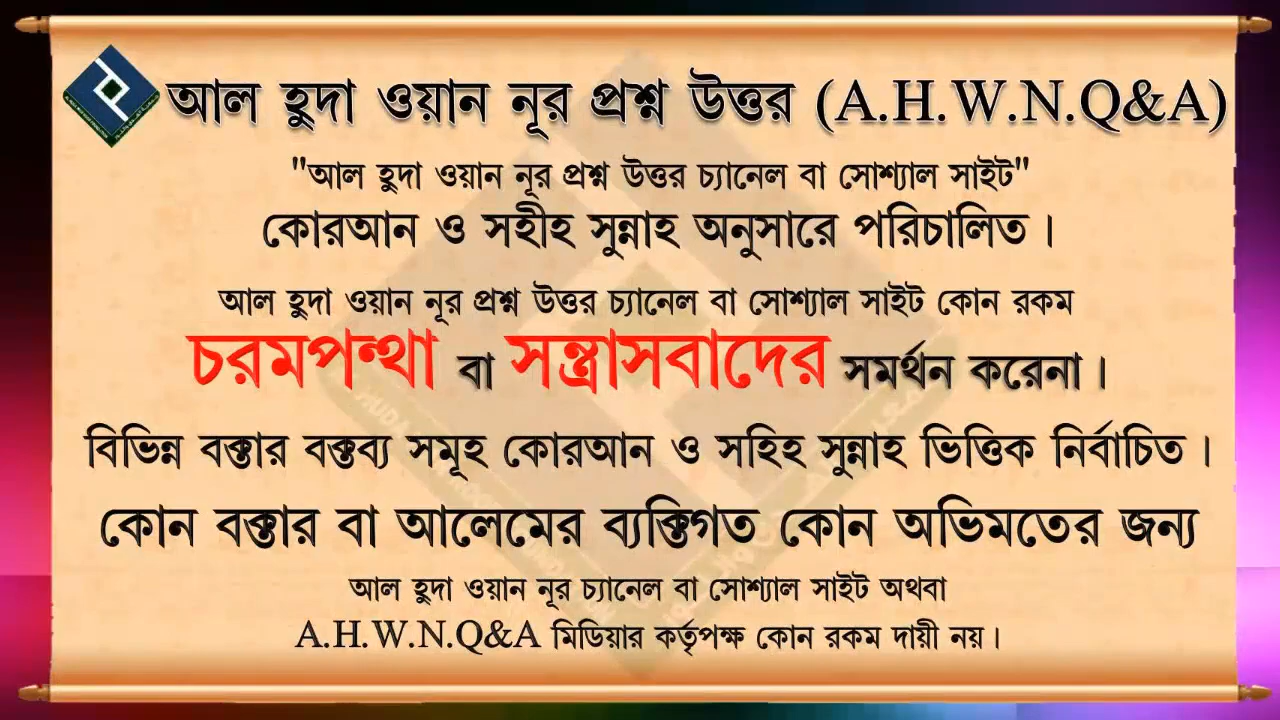 আল হুদা ওয়ান নূর প্রশ্ন উত্তর (A.H.W.N.Q&A)
"আল হুদা ওয়ান নূর প্রশ্ন উত্তর চ্যানেল বা সোশ্যাল সাইট"
কোরআন ও সহীহ সুন্নাহ অনুসারে পরিচালিত।
আল হুদা ওয়ান নূর প্রশ্ন উত্তর চ্যানেল বা সোশ্যাল সাইট কোন রকম
চরমপন্থা বা সন্ত্রাসবাদের সমর্থন করেনা।
বিভিন্ন বক্তার বক্তব্য সমূহ কোরআন ও সহিহ সুন্নাহ ভিত্তিক নির্বাচিত।
কোন বক্তার বা আলেমের ব্যক্তিগত কোন অভিমতের জন্য
আল হুদা ওয়ান নূর চ্যানেল বা সোশ্যাল সাইট অথবা
A.H.W.N.Q&A মিডিয়ার কর্তৃপক্ষ কোন রকম দায়ী নয়।